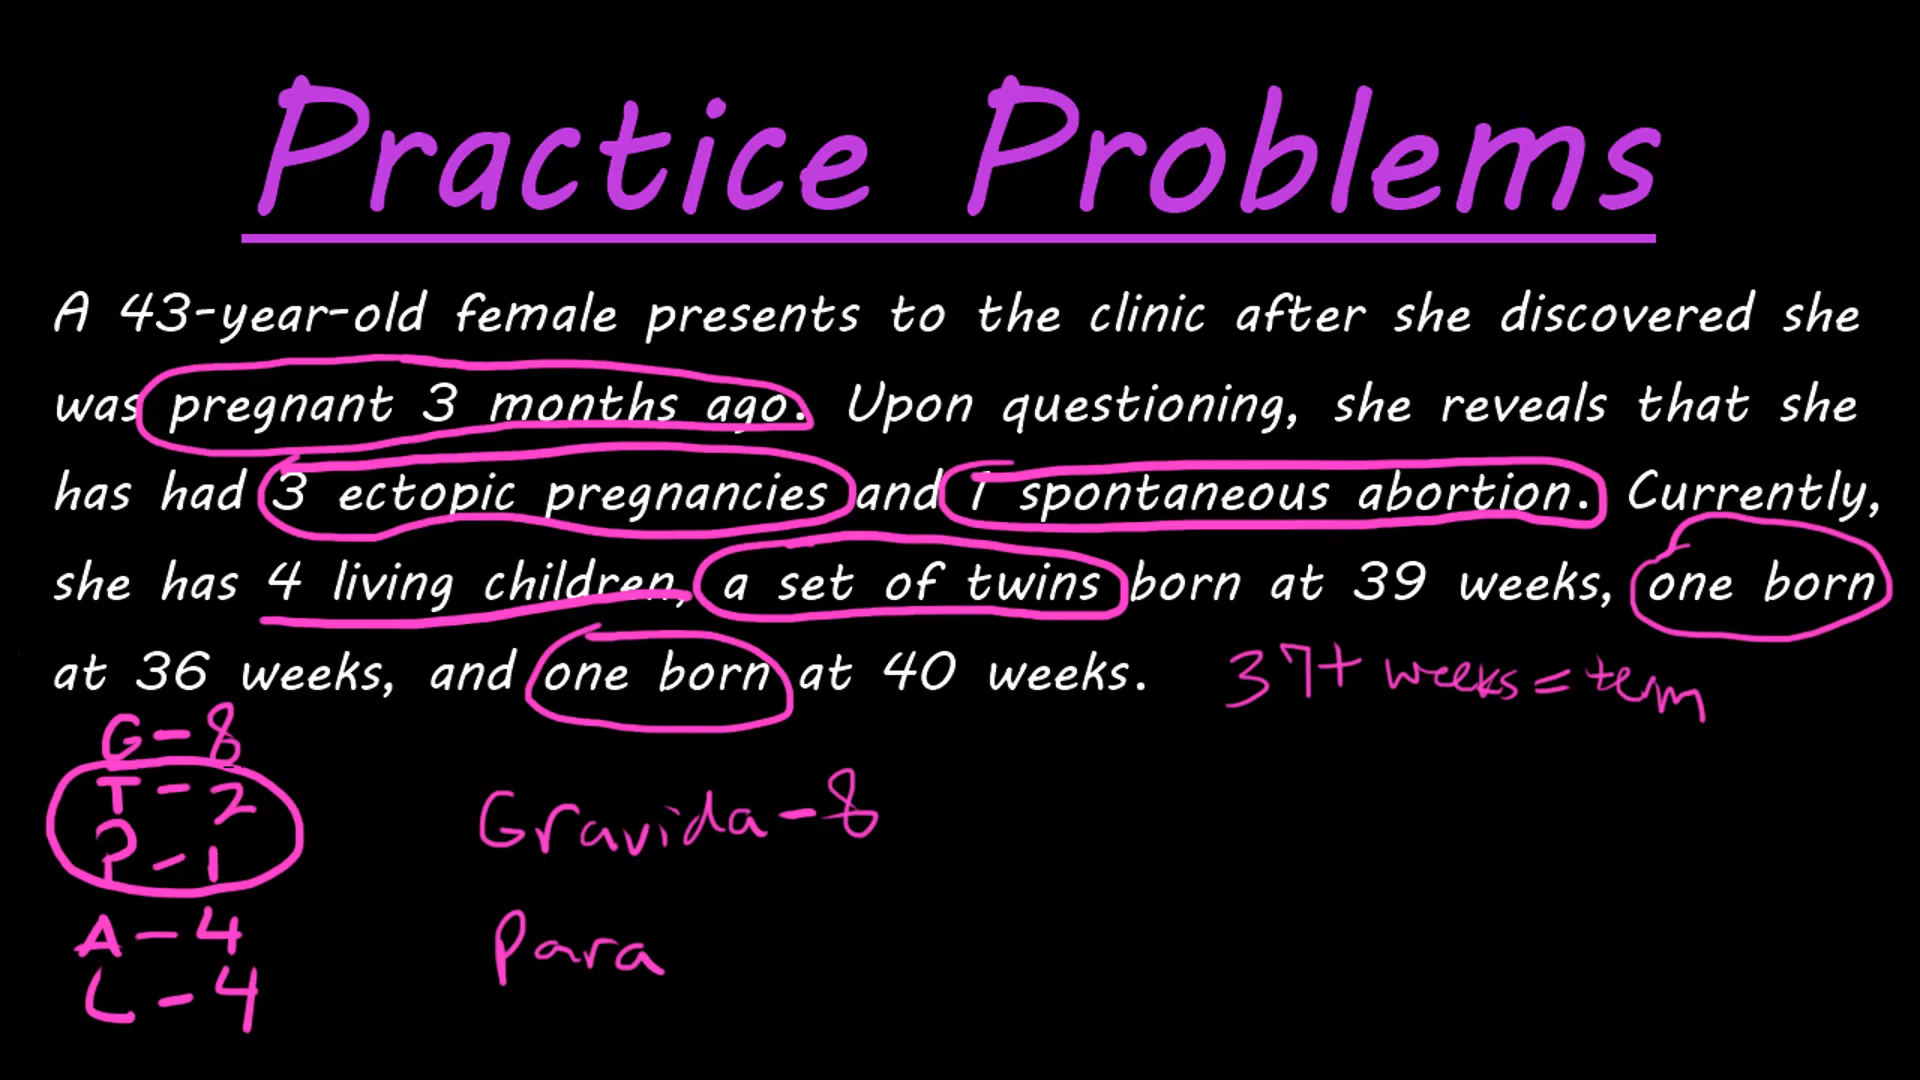 Practice Problems
A 43-year-old female presents to the clinic after she discovered she
was pregnant 3 months ago. Upon questioning, she reveals that she
has had 3 ectopic pregnancies and 1 spontaneous abortion. Currently,
she has 4 living children, a set of twins born at 39 weeks, one born
at 36 weeks, and one born at 40 weeks.
37+ weeks = term
G-8
T-2
P-1
A-4
L-4
Gravida-8
Para